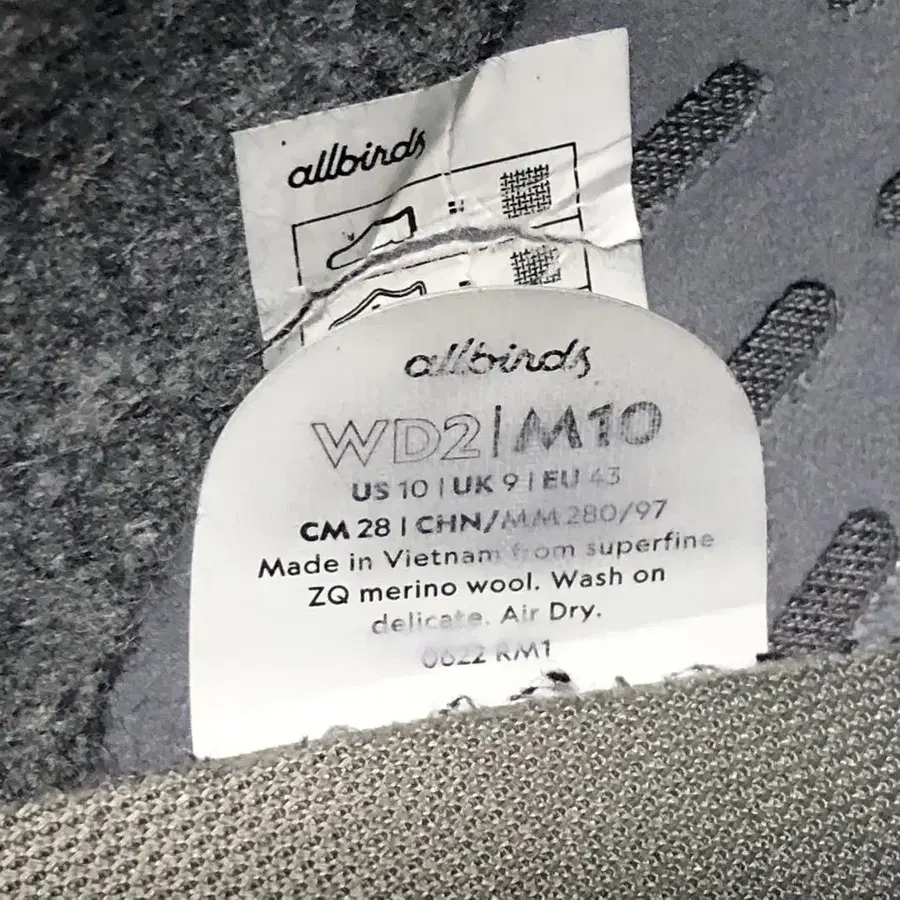 allbirds
allbirds
WD2 | M10
US 10 | UK 9 | EU 43
CM 28 | CHN/MM 280/97
Made in Vietnam from superfine
ZQ merino wool. Wash on
delicate. Air Dry.
0622 RM1